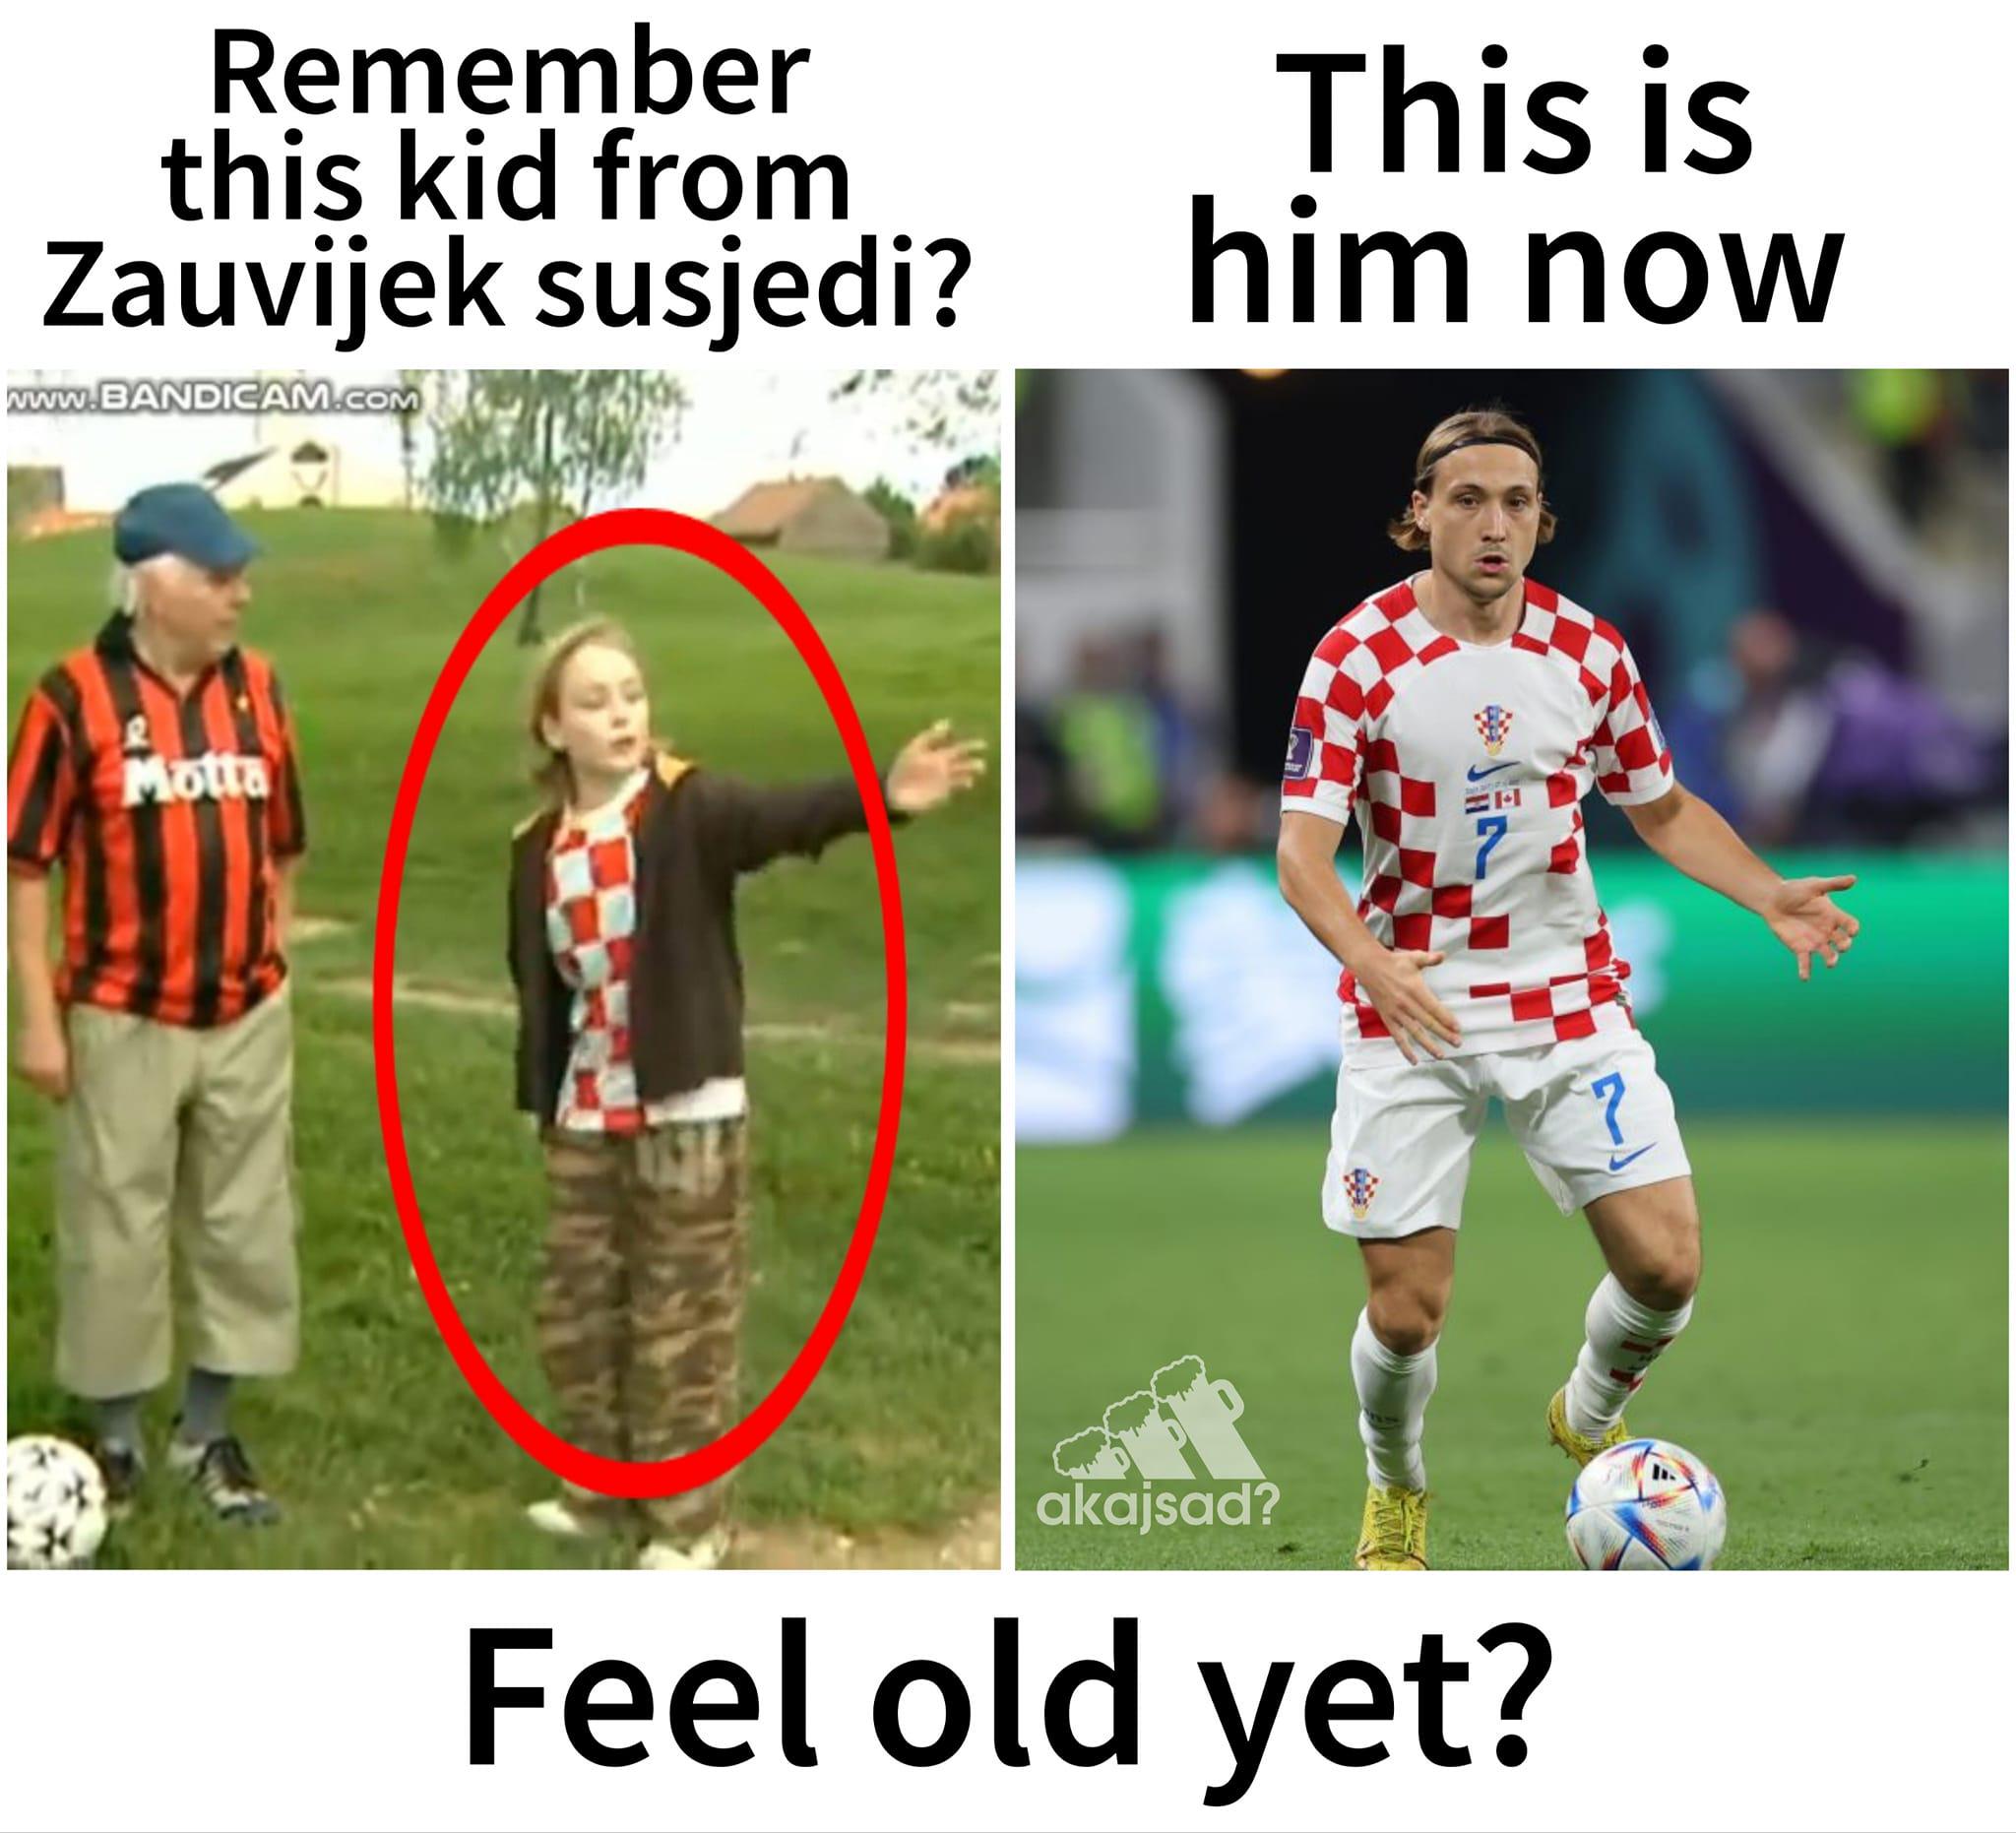 Remember
this kid from
Zauvijek susjedi?
This is
him now
www.BANDICAM.COM
Motta
7
7
akajsad?
Feel old yet?